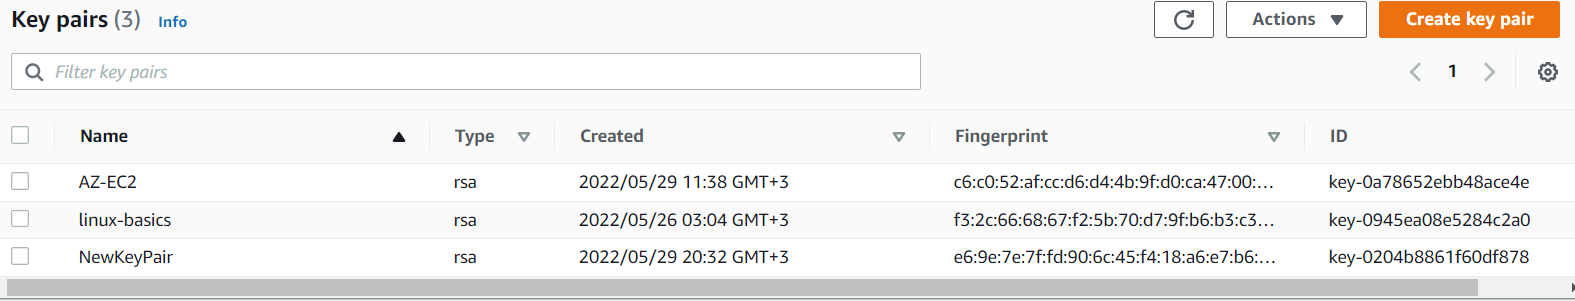 Key pairs (3) Info Actions Create key pair
Filter key pairs 1
Name Type Created Fingerprint ID
AZ-EC2 rsa 2022/05/29 11:38 GMT+3 c6:c0:52:af:cc:d6:d4:4b:9f:d0:ca:47:00:... key-0a78652ebb48ace4e
linux-basics rsa 2022/05/26 03:04 GMT+3 f3:2c:66:68:67:f2:5b:70:d7:9f:b6:b3:c3... key-0945ea08e5284c2a0
NewKeyPair rsa 2022/05/29 20:32 GMT+3 e6:9e:7e:7f:fd:90:6c:45:f4:18:a6:e7:b6:... key-0204b8861f60df878